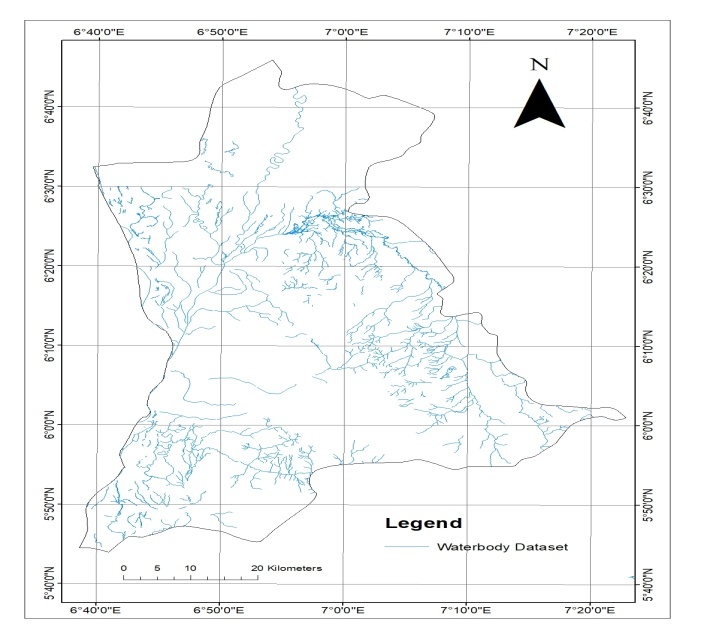 6°40'0"E 6°50'0"E 7°0'0"E 7°10'0"E 7°20'0"E
N
6°40'0"N 6°40'0"N
6°30'0"N 6°30'0"N
6°20'0"N 6°20'0"N
6°10'0"N 6°10'0"N
6°0'0"N 6°0'0"N
5°50'0"N 5°50'0"N
Legend
Waterbody Dataset
0 5 10 20 Kilometers
5°40'0"N 5°40'0"N
6°40'0"E 6°50'0"E 7°0'0"E 7°10'0"E 7°20'0"E